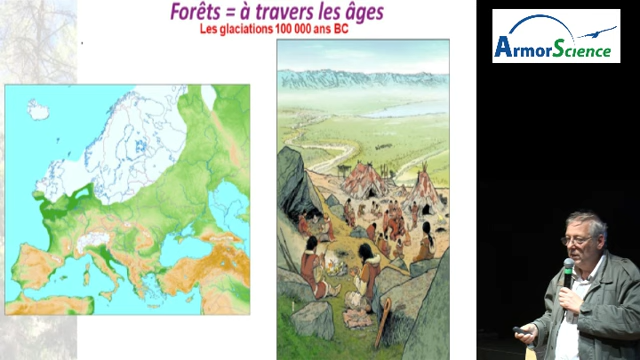 Forêts = à travers les âges
Les glaciations 100 000 ans BC
ArmorScience